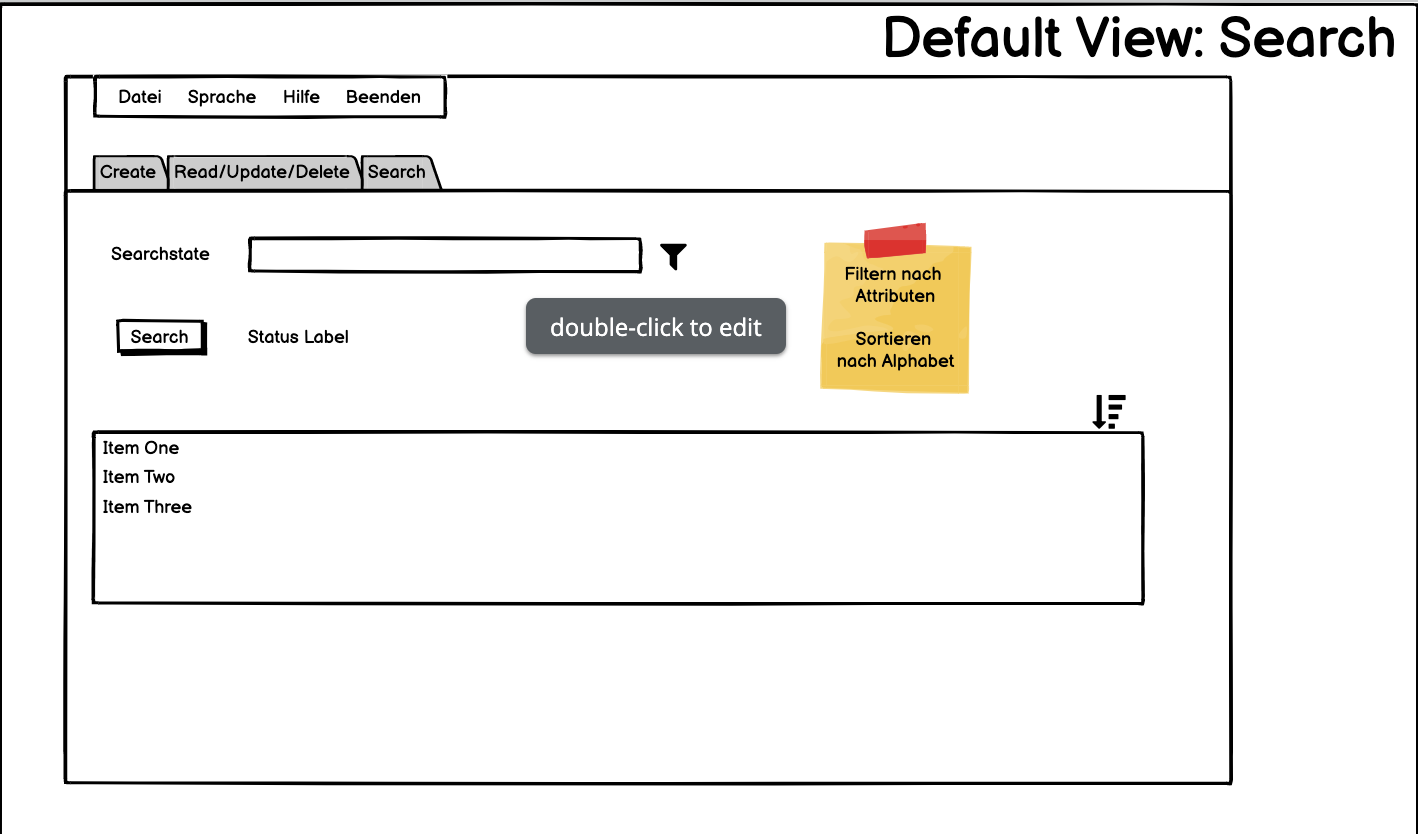 Default View: Search
Datei Sprache Hilfe Beenden
Create Read/Update/Delete Search
Searchstate
Filtern nach
Attributen
Sortieren
nach Alphabet
Search Status Label
double-click to edit
Item One
Item Two
Item Three